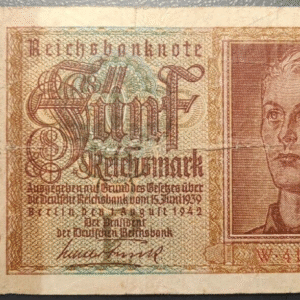 Reichsbanknote
Fünf
Reichsmark
Ausgegeben auf Grund des Gesetzes über
die Deutsche Reichsbank vom 15. Juni 1939
Berlin, den 1. August 1942
Der Präsident
der Deutschen Reichsbank
W·4